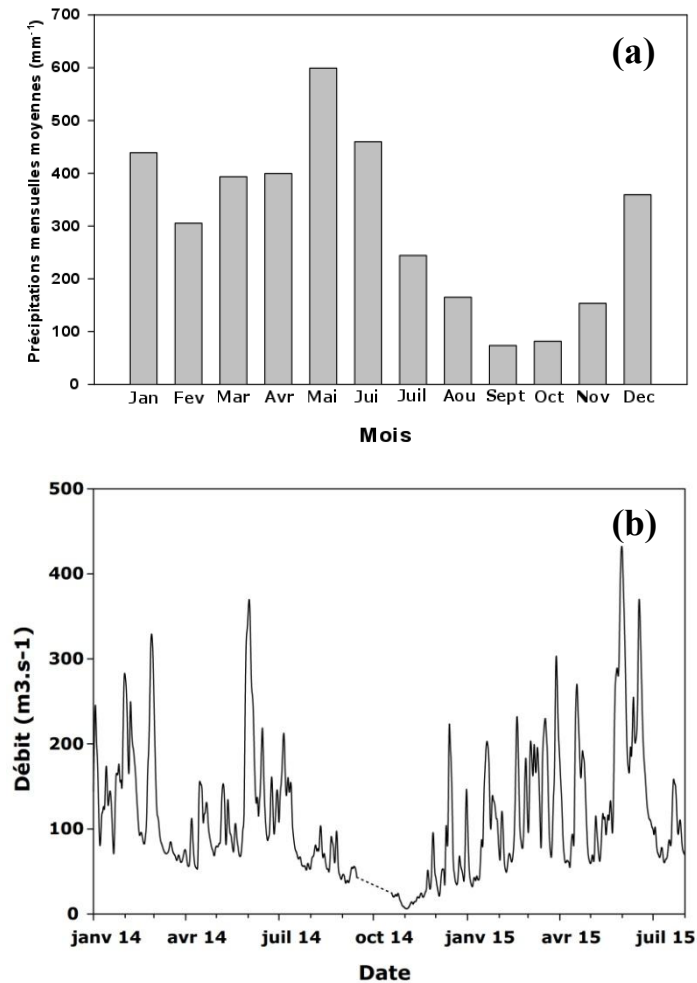 700
600
500
400
300
200
100
0
Précipitations mensuelles moyennes (mm⁻¹)
(a)
Jan Fev Mar Avr Mai Jui Juil Aou Sept Oct Nov Dec
Mois
500
400
300
200
100
0
Débit (m3.s-1)
(b)
janv 14 avr 14 juil 14 oct 14 janv 15 avr 15 juil 15
Date